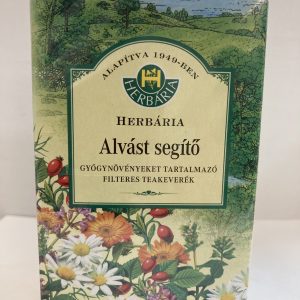 ALAPÍTVA 1949-BEN
HERBÁRIA
HERBÁRIA
Alvást segítő
GYÓGYNÖVÉNYEKET TARTALMAZÓ
FILTERES TEAKEVERÉK